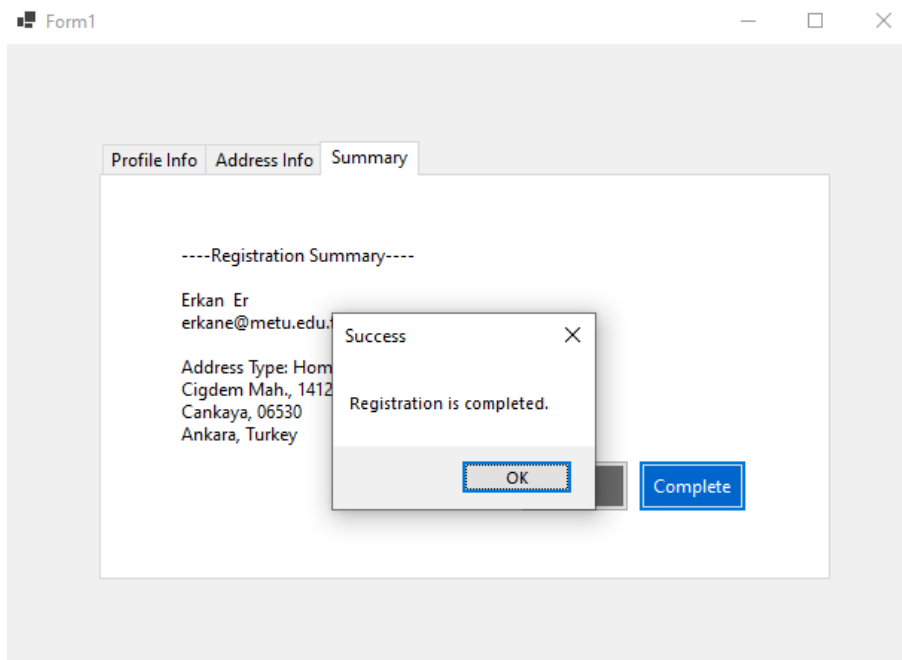 Form1
Profile Info Address Info Summary
----Registration Summary----
Erkan Er
erkane@metu.edu.
Address Type: Hom
Cigdem Mah., 1412
Cankaya, 06530
Ankara, Turkey
Success
Registration is completed.
OK
Complete